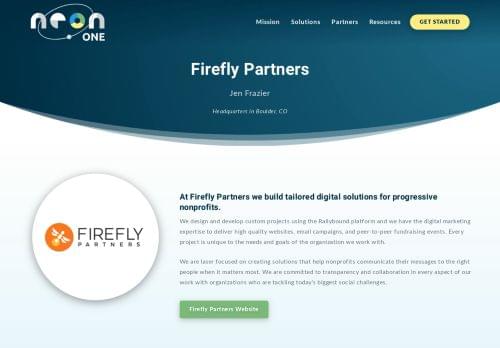 neon
ONE
Mission Solutions Partners Resources GET STARTED
Firefly Partners
Jen Frazier
Headquarters in Boulder, CO
At Firefly Partners we build tailored digital solutions for progressive
nonprofits.
We design and develop custom projects using the Rallybound platform and we have the digital marketing
expertise to deliver high quality websites, email campaigns, and peer-to-peer fundraising events. Every
project is unique to the needs and goals of the organization we work with.
FIREFLY
PARTNERS
We are laser focused on creating solutions that help nonprofits communicate their messages to the right
people when it matters most. We are committed to transparency and collaboration in every aspect of our
work with organizations who are tackling today's biggest social challenges.
Firefly Partners Website